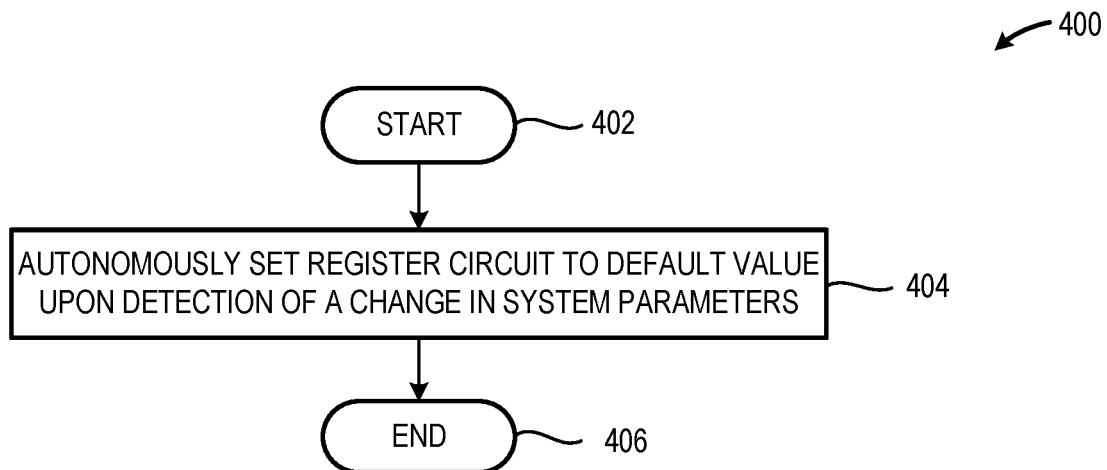 400
START
402
AUTONOMOUSLY SET REGISTER CIRCUIT TO DEFAULT VALUE
UPON DETECTION OF A CHANGE IN SYSTEM PARAMETERS
404
END
406